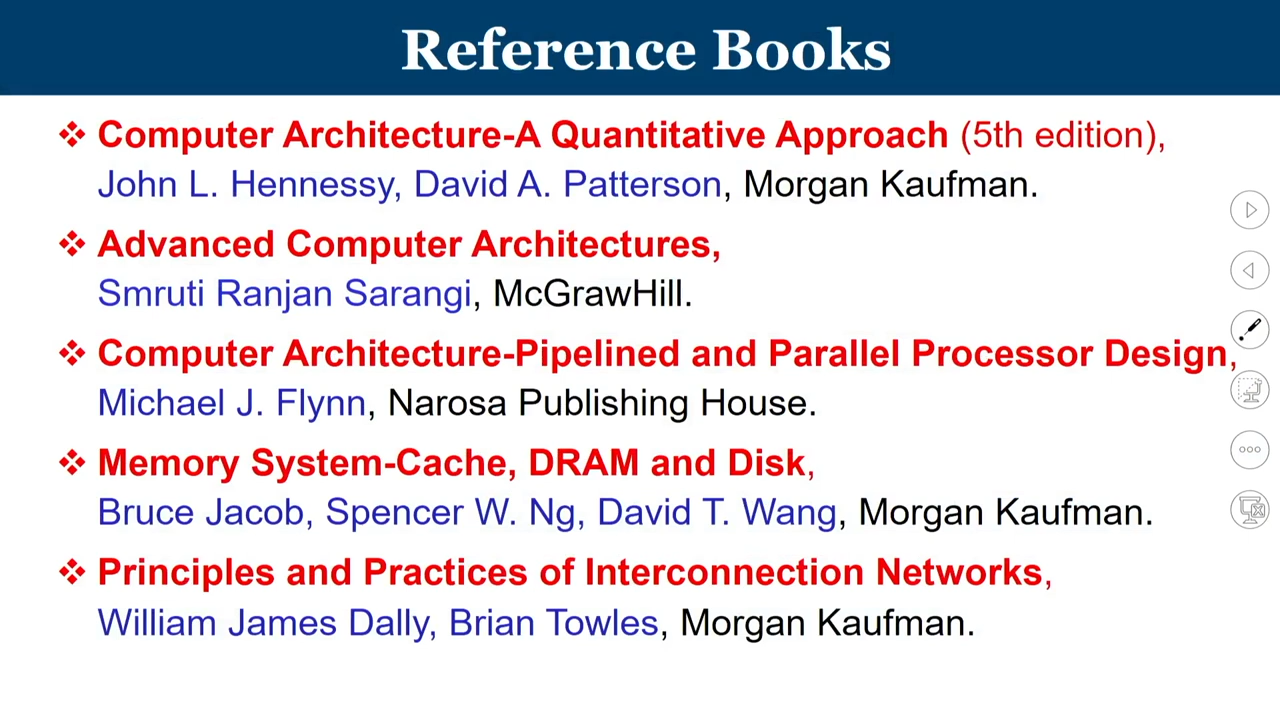 Reference Books
❖ Computer Architecture-A Quantitative Approach (5th edition),
John L. Hennessy, David A. Patterson, Morgan Kaufman.
❖ Advanced Computer Architectures,
Smruti Ranjan Sarangi, McGrawHill.
❖ Computer Architecture-Pipelined and Parallel Processor Design,
Michael J. Flynn, Narosa Publishing House.
❖ Memory System-Cache, DRAM and Disk,
Bruce Jacob, Spencer W. Ng, David T. Wang, Morgan Kaufman.
❖ Principles and Practices of Interconnection Networks,
William James Dally, Brian Towles, Morgan Kaufman.